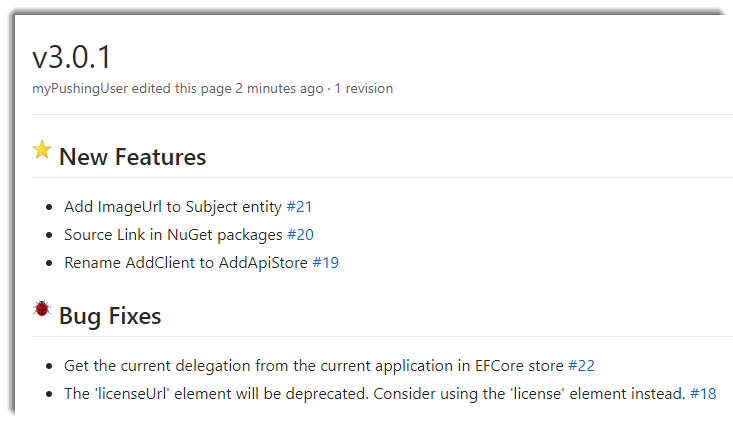 v3.0.1
myPushingUser edited this page 2 minutes ago · 1 revision
New Features
Add ImageUrl to Subject entity #21
Source Link in NuGet packages #20
Rename AddClient to AddApiStore #19
Bug Fixes
Get the current delegation from the current application in EFCore store #22
The 'licenseUrl' element will be deprecated. Consider using the 'license' element instead. #18